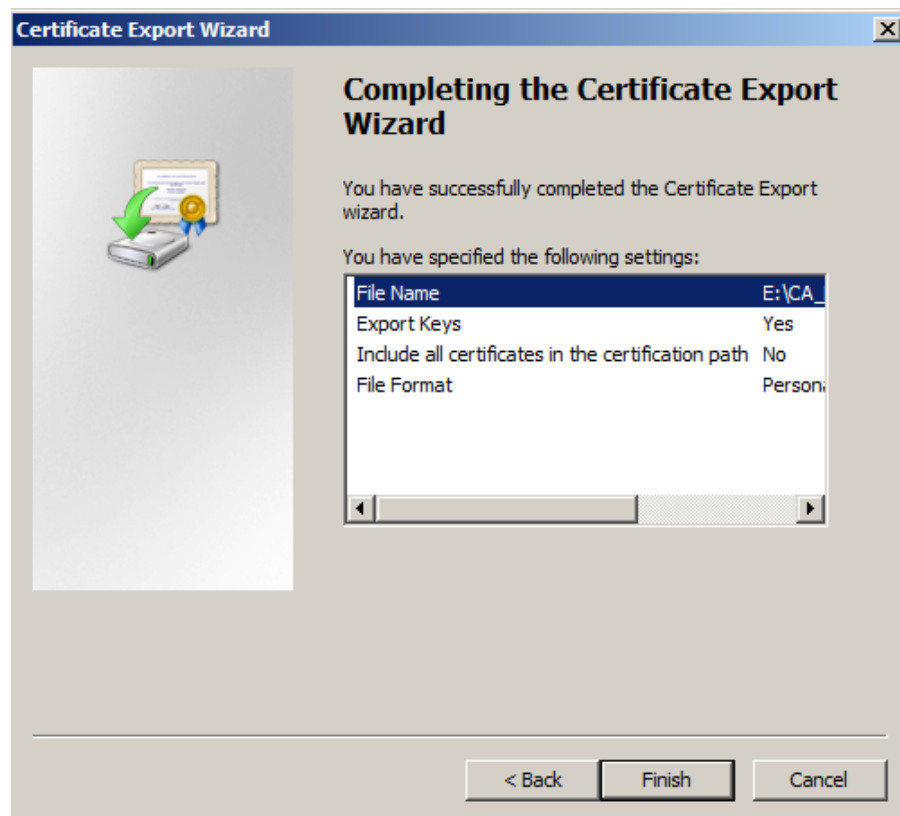 Certificate Export Wizard
Completing the Certificate Export
Wizard
You have successfully completed the Certificate Export
wizard.
You have specified the following settings:
File Name E:\CA_
Export Keys Yes
Include all certificates in the certification path No
File Format Person
< Back Finish Cancel